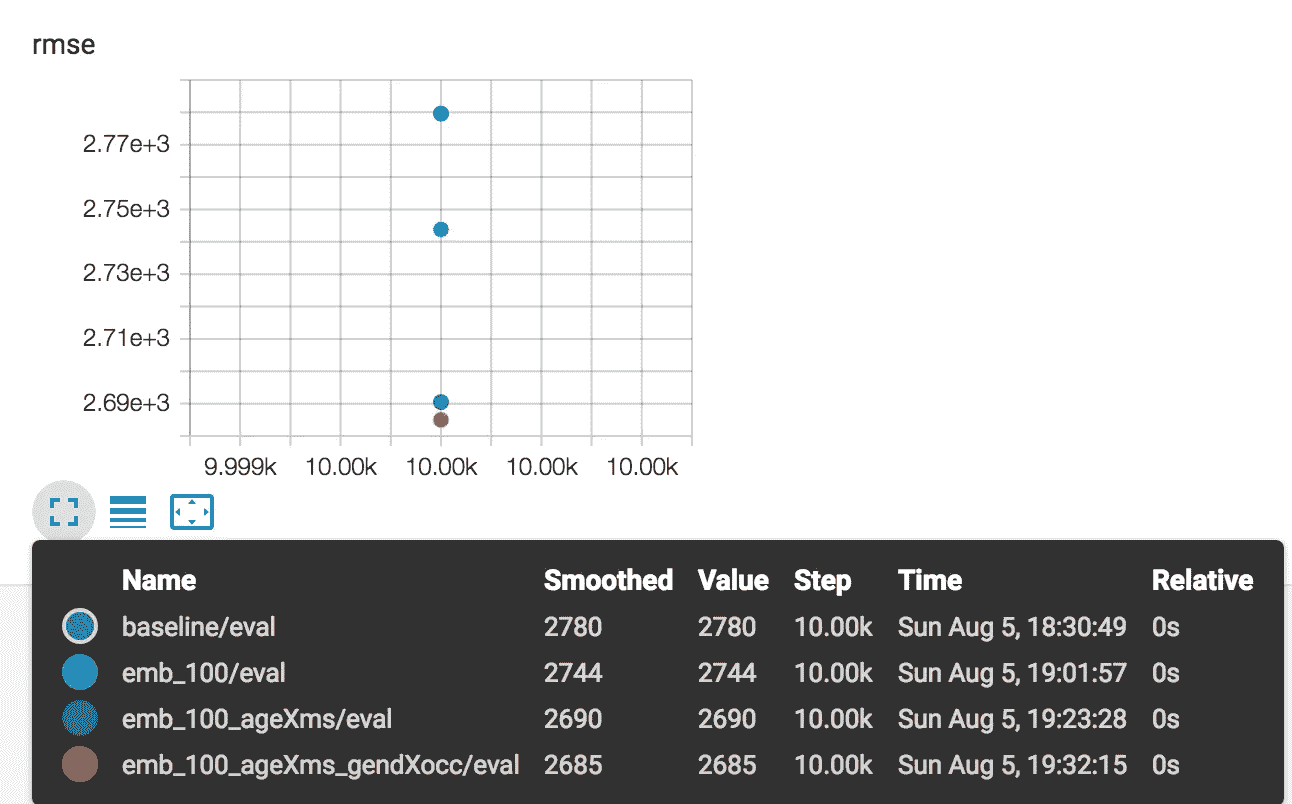 rmse
2.77e+3
2.75e+3
2.73e+3
2.71e+3
2.69e+3
9.999k 10.00k 10.00k 10.00k 10.00k
Name Smoothed Value Step Time Relative
baseline/eval 2780 2780 10.00k Sun Aug 5, 18:30:49 0s
emb_100/eval 2744 2744 10.00k Sun Aug 5, 19:01:57 0s
emb_100_ageXms/eval 2690 2690 10.00k Sun Aug 5, 19:23:28 0s
emb_100_ageXms_gendXocc/eval 2685 2685 10.00k Sun Aug 5, 19:32:15 0s